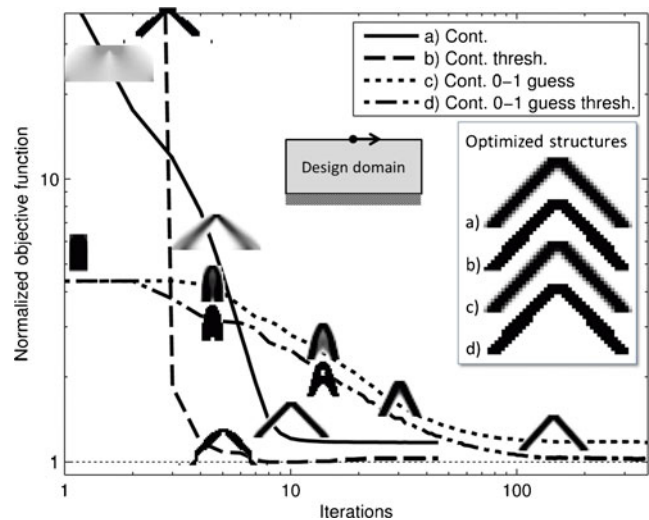 a) Cont.
b) Cont. thresh.
c) Cont. 0−1 guess
d) Cont. 0−1 guess thresh.
Design domain
Optimized structures
a)
b)
c)
d)
Normalized objective function
10
1
1
10
100
Iterations